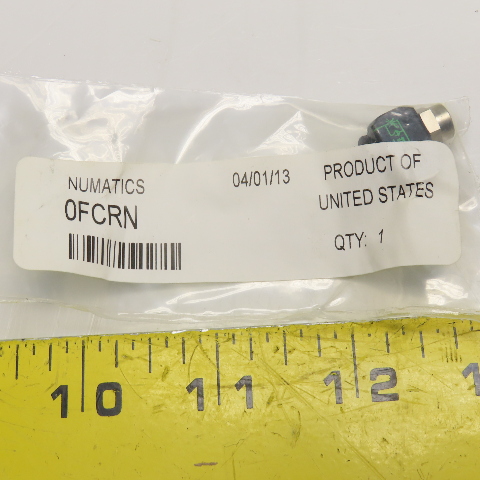 NUMATICS
0FCRN
04/01/13
PRODUCT OF
UNITED STATES
QTY: 1
10 11 12